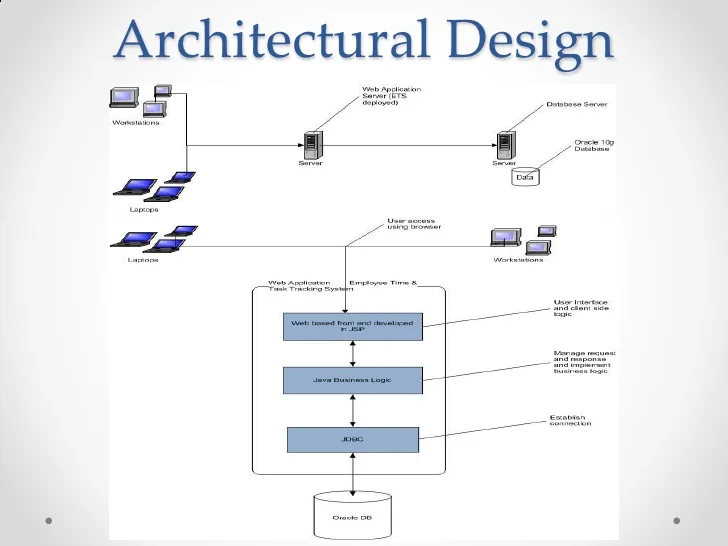 Architectural Design
Web Application
Server (ETS
deployed)
Database Server
Workstations
Oracle 10g
Database
Server
Server
Data
Laptops
User access
using browser
Laptops
Workstations
Web Application
Employee Time &
Task Tracking System
User Interface
and client side
logic
Web based front end developed
in JSP
Manage request
and response
and implement
business logic
Java Business Logic
Establish
connection
JDBC
Oracle DB